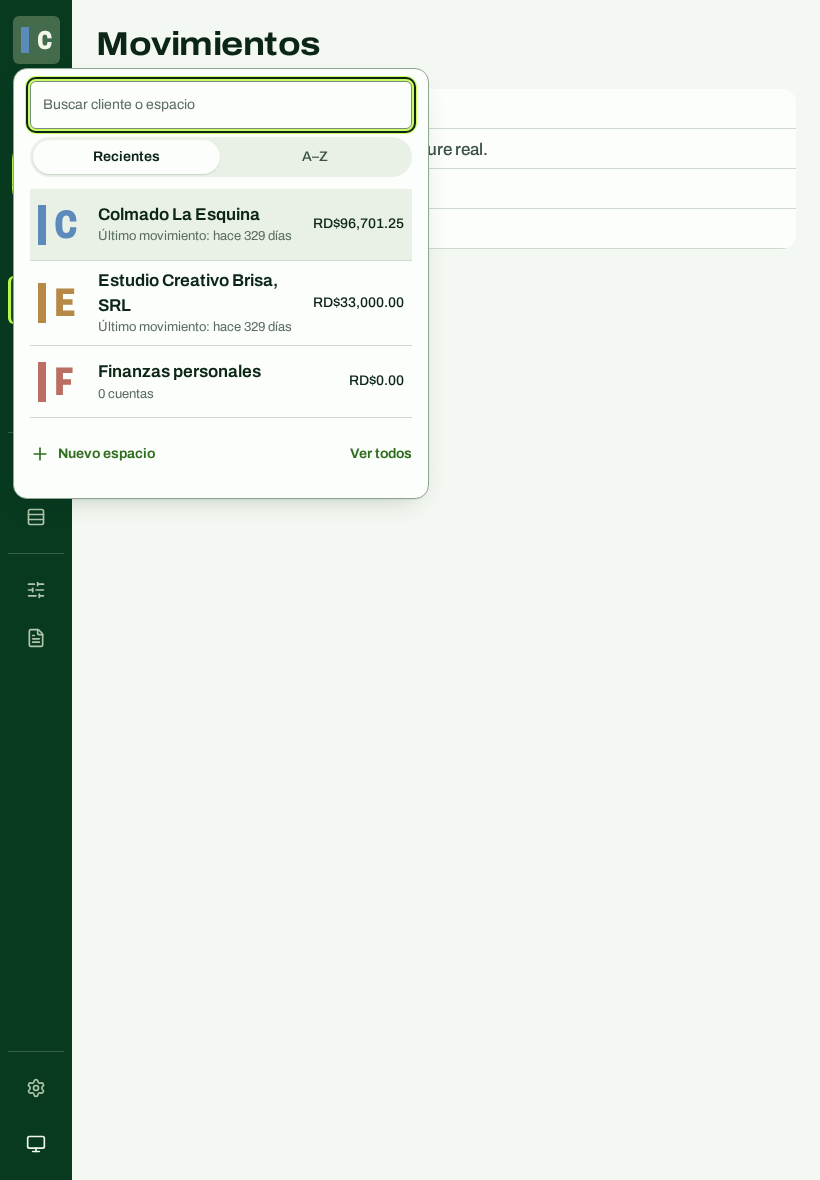 C
Movimientos
Buscar cliente o espacio
Recientes
A–Z
ure real.
C
Colmado La Esquina
Último movimiento: hace 329 días
RD$96,701.25
E
Estudio Creativo Brisa,
SRL
Último movimiento: hace 329 días
RD$33,000.00
F
Finanzas personales
0 cuentas
RD$0.00
Nuevo espacio
Ver todos